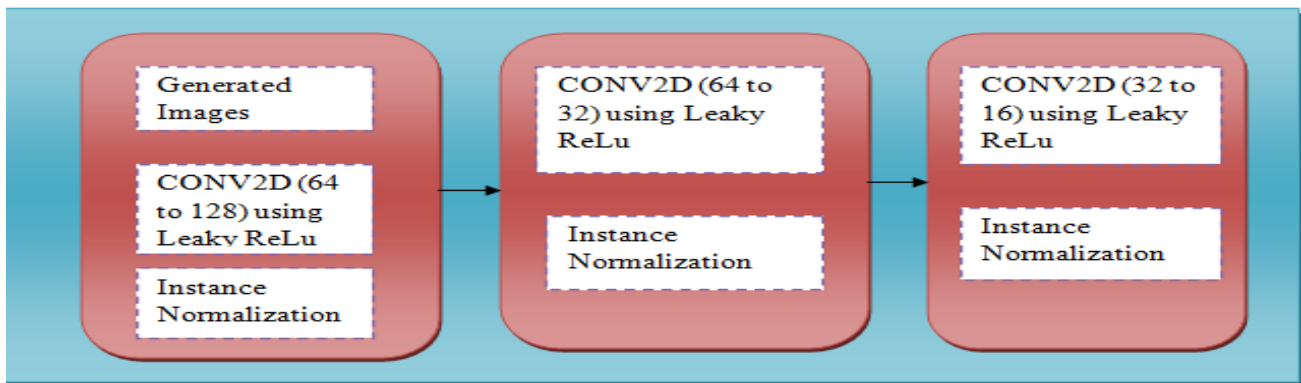 Generated
Images
CONV2D (64
to 128) using
Leaky ReLu
Instance
Normalization
CONV2D (64 to
32) using Leaky
ReLu
Instance
Normalization
CONV2D (32 to
16) using Leaky
ReLu
Instance
Normalization